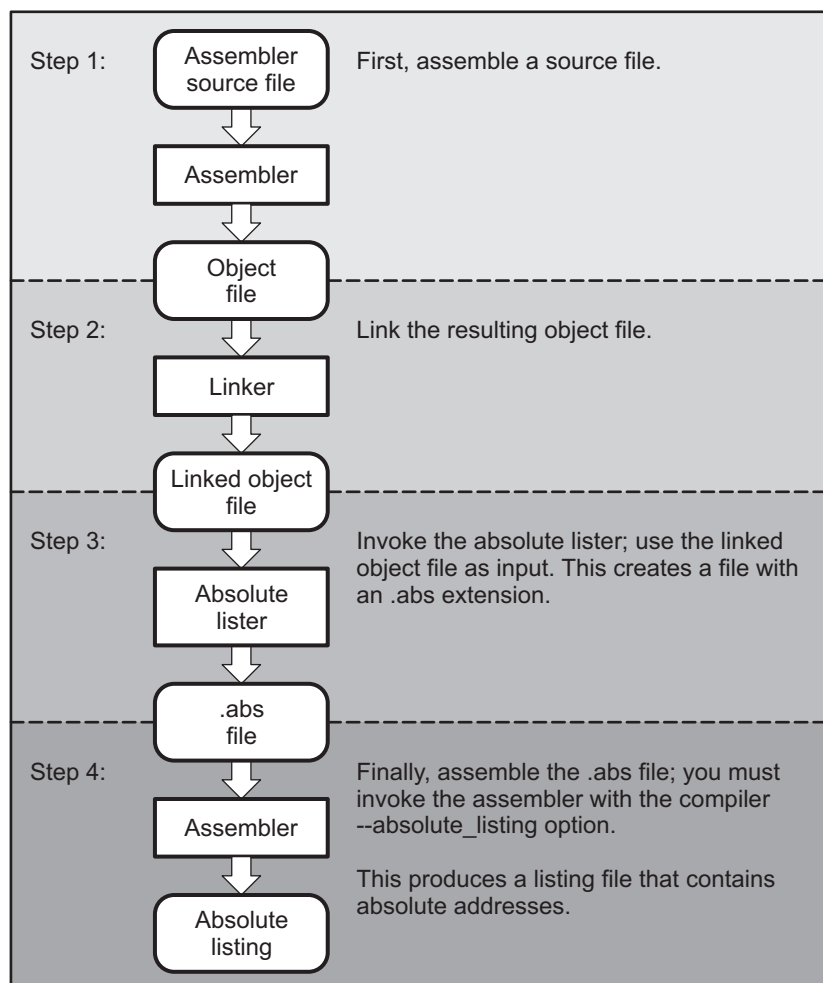 Step 1:
Assembler
source file
First, assemble a source file.
Assembler
Object
file
Step 2:
Link the resulting object file.
Linker
Linked object
file
Step 3:
Invoke the absolute lister; use the linked
object file as input. This creates a file with
an .abs extension.
Absolute
lister
.abs
file
Step 4:
Finally, assemble the .abs file; you must
invoke the assembler with the compiler
--absolute_listing option.
Assembler
This produces a listing file that contains
absolute addresses.
Absolute
listing